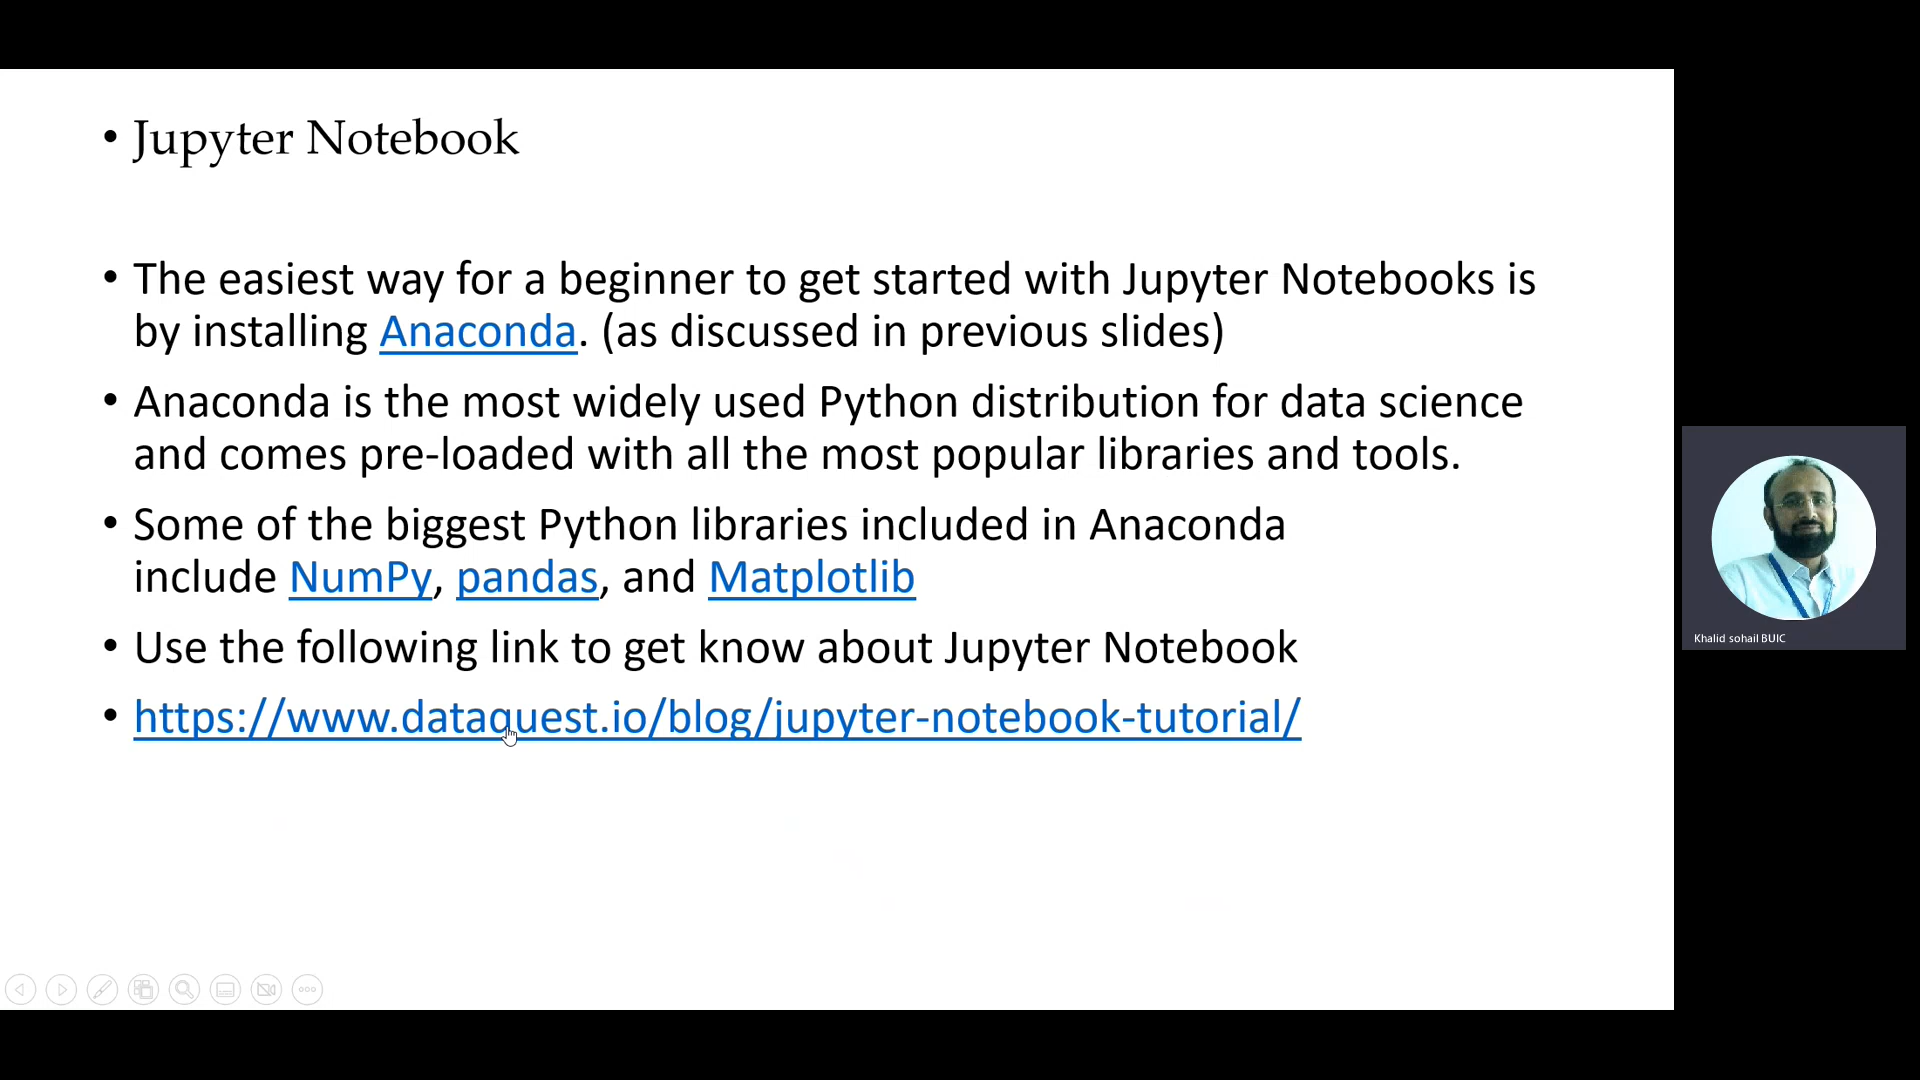 • Jupyter Notebook
• The easiest way for a beginner to get started with Jupyter Notebooks is
by installing Anaconda. (as discussed in previous slides)
• Anaconda is the most widely used Python distribution for data science
and comes pre-loaded with all the most popular libraries and tools.
• Some of the biggest Python libraries included in Anaconda
include NumPy, pandas, and Matplotlib
• Use the following link to get know about Jupyter Notebook
• https://www.dataquest.io/blog/jupyter-notebook-tutorial/
Khalid sohail BUIC